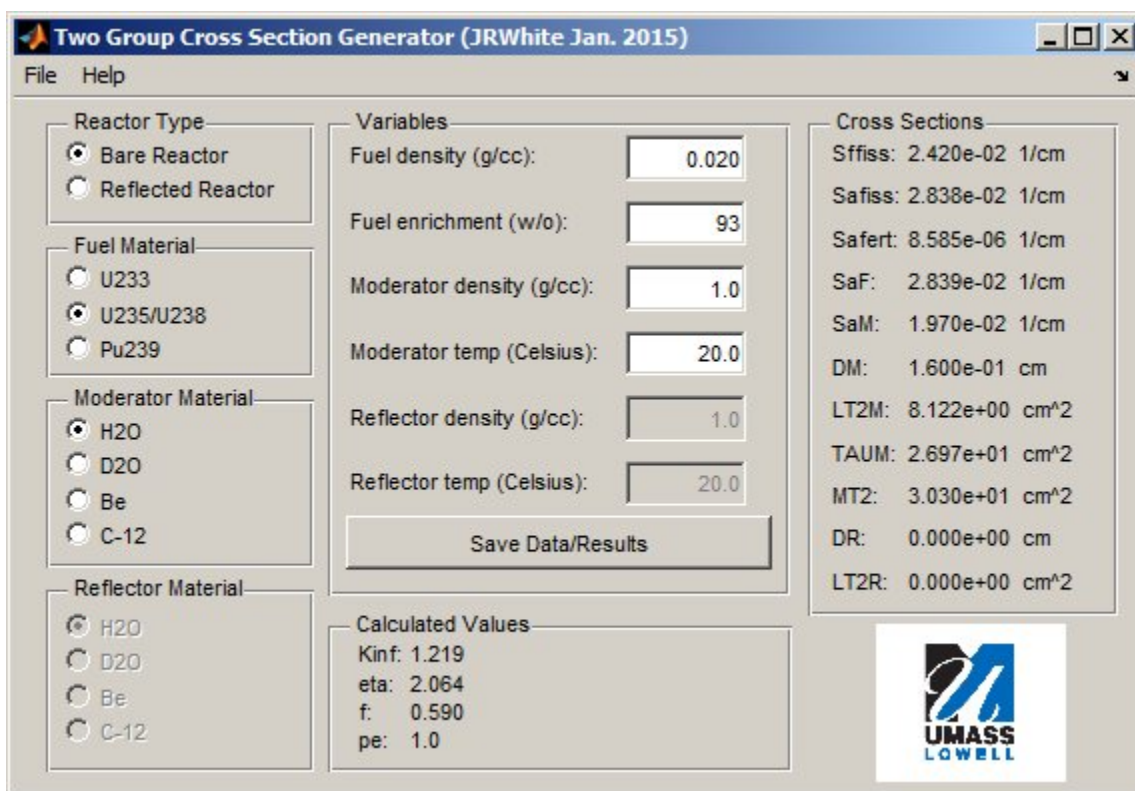 Two Group Cross Section Generator (JRWhite Jan. 2015)
File Help
Reactor Type
Bare Reactor
Reflected Reactor
Fuel Material
U233
U235/U238
Pu239
Moderator Material
H2O
D2O
Be
C-12
Reflector Material
H2O
D2O
Be
C-12
Variables
Fuel density (g/cc): 0.020
Fuel enrichment (w/o): 93
Moderator density (g/cc): 1.0
Moderator temp (Celsius): 20.0
Reflector density (g/cc): 1.0
Reflector temp (Celsius): 20.0
Save Data/Results
Calculated Values
Kinf: 1.219
eta: 2.064
f: 0.590
pe: 1.0
Cross Sections
Sffiss: 2.420e-02 1/cm
Safiss: 2.838e-02 1/cm
Safert: 8.585e-06 1/cm
SaF: 2.839e-02 1/cm
SaM: 1.970e-02 1/cm
DM: 1.600e-01 cm
LT2M: 8.122e+00 cm^2
TAUM: 2.697e+01 cm^2
MT2: 3.030e+01 cm^2
DR: 0.000e+00 cm
LT2R: 0.000e+00 cm^2
UMASS
LOWELL